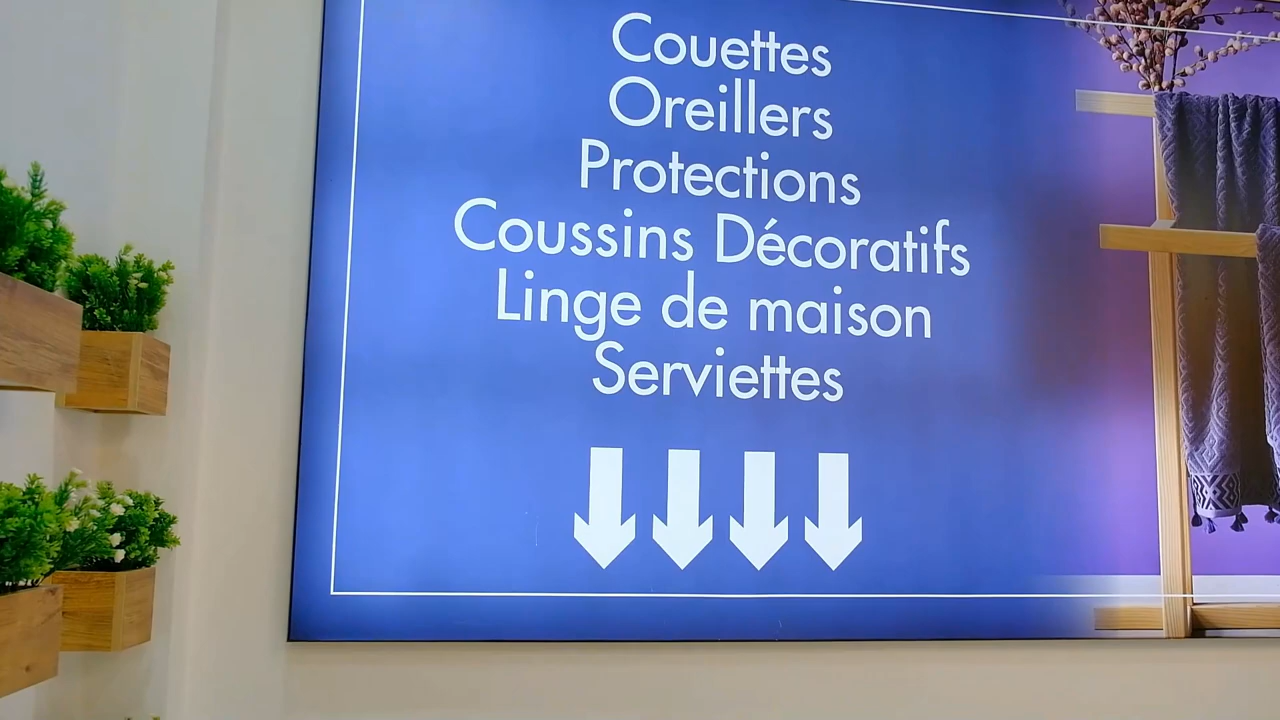 Couettes
Oreillers
Protections
Coussins Décoratifs
Linge de maison
Serviettes